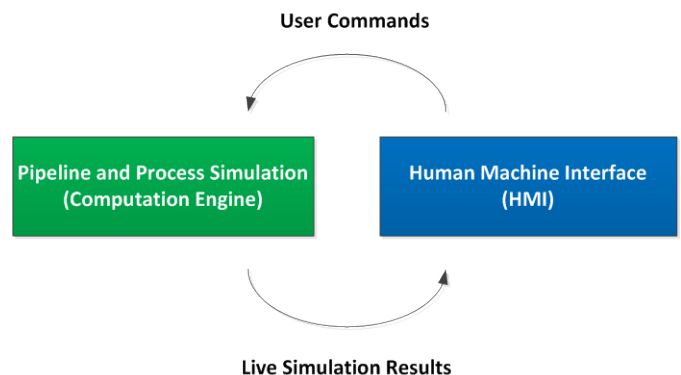 User Commands
Pipeline and Process Simulation
(Computation Engine)
Human Machine Interface
(HMI)
Live Simulation Results